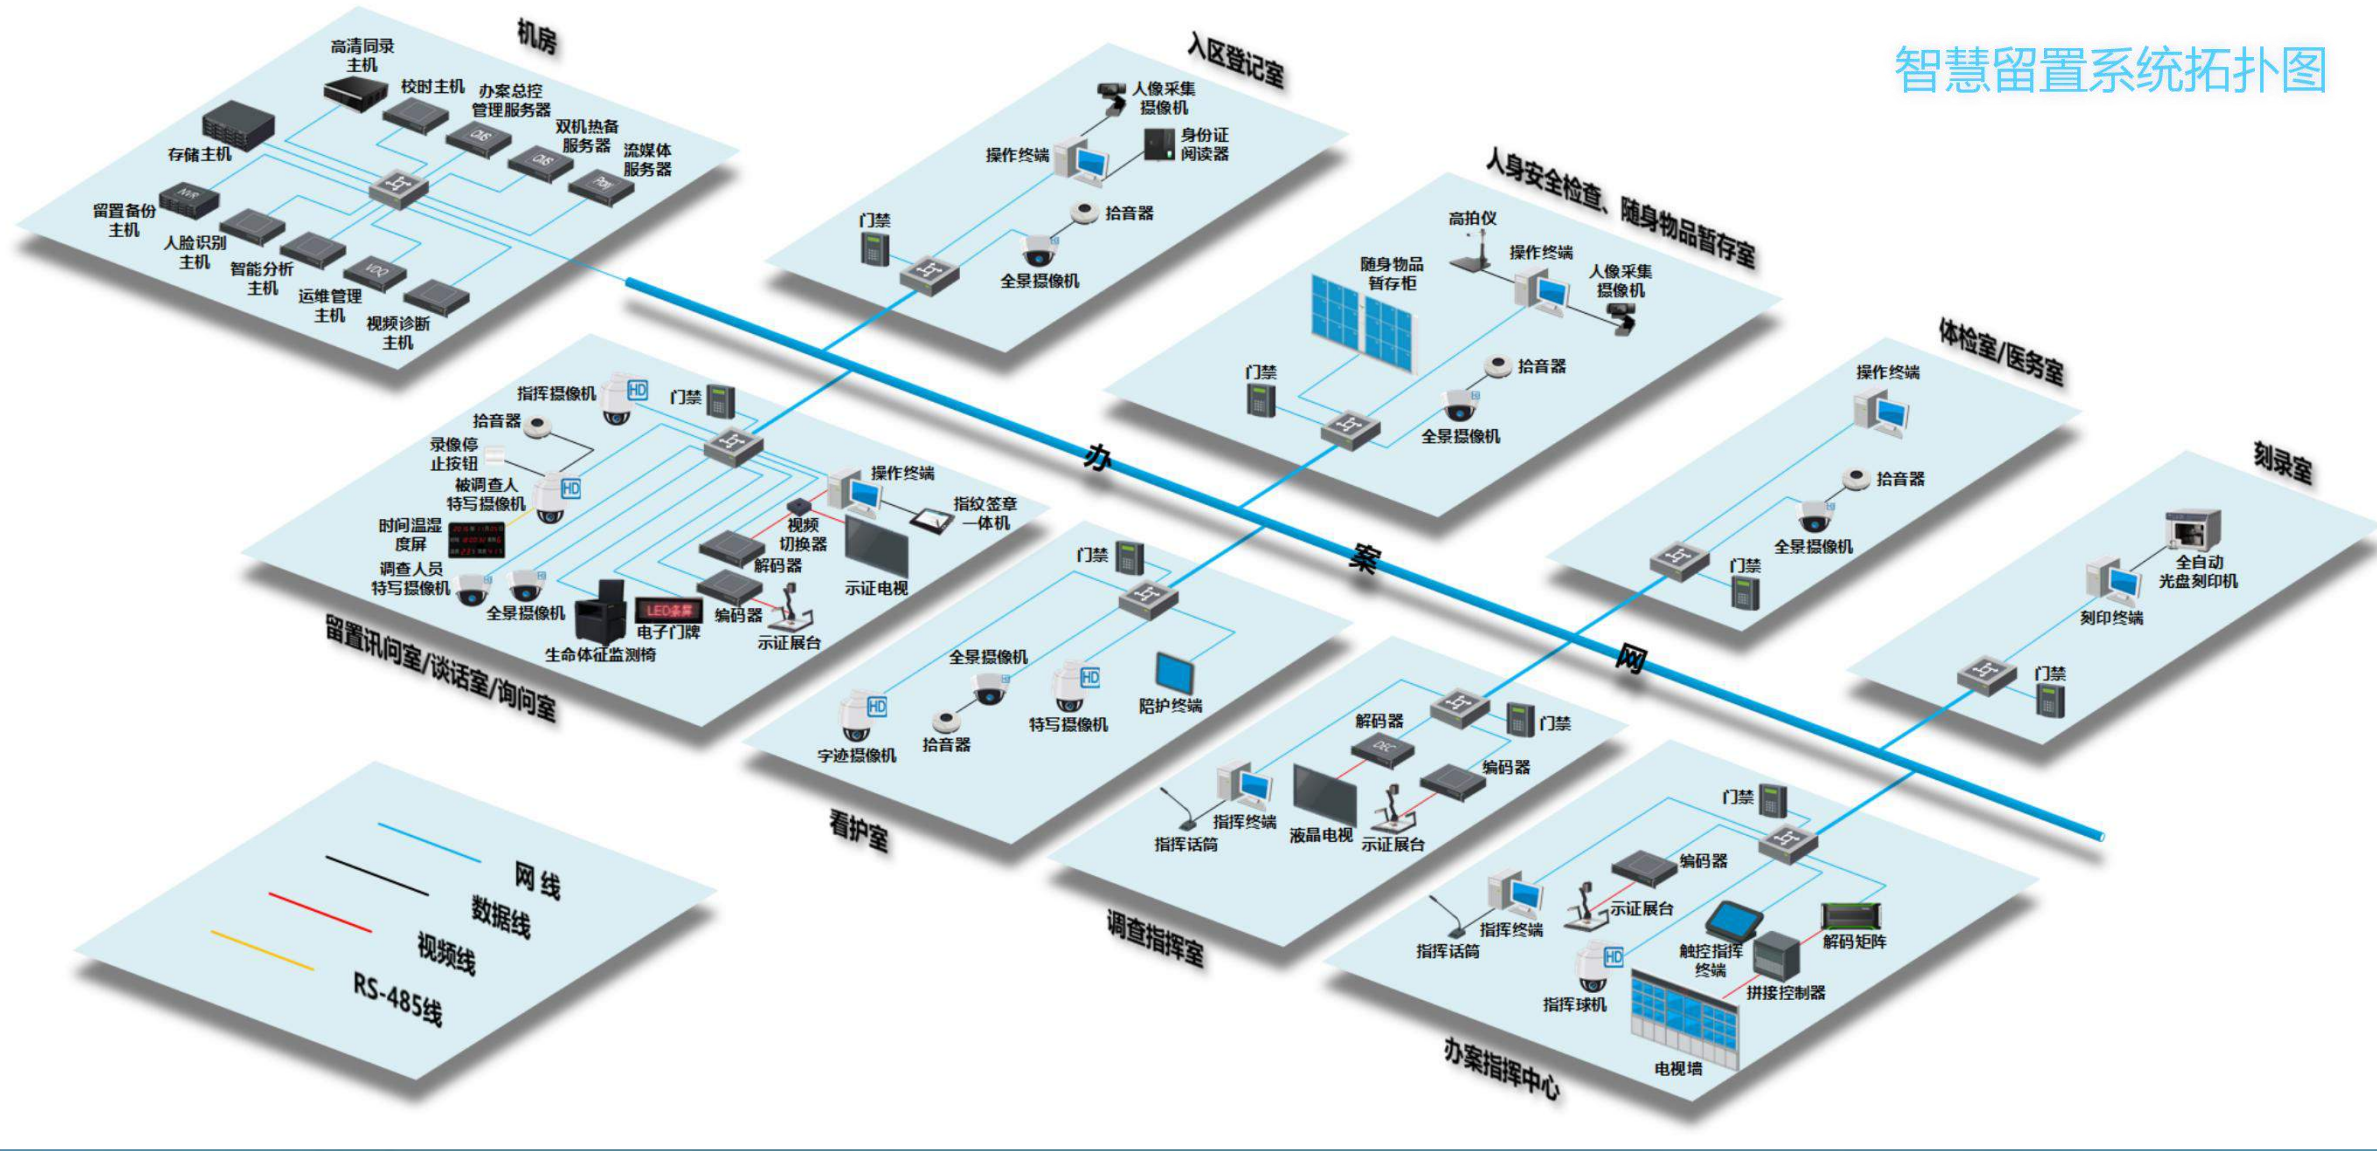 智慧留置系统拓扑图
机房
高清同录
主机
校时主机
办案总控
管理服务器
双机热备
服务器
流媒体
服务器
存储主机
留置备份
主机
人脸识别
主机
智能分析
主机
运维管理
主机
视频诊断
主机
NVR
CMS
CMS
VDQ
入区登记室
人像采集
摄像机
身份证
阅读器
操作终端
拾音器
门禁
全景摄像机
人身安全检查、随身物品暂存室
高拍仪
操作终端
人像采集
摄像机
随身物品
暂存柜
门禁
拾音器
全景摄像机
体检室/医务室
操作终端
拾音器
全景摄像机
门禁
刻录室
全自动
光盘刻印机
刻印终端
门禁
办
案
网
留置讯问室/谈话室/询问室
指挥摄像机
HD
门禁
拾音器
录像停
止按钮
被调查人
特写摄像机
HD
时间温湿
度屏
调查人员
特写摄像机
全景摄像机
生命体征监测椅
LED条屏
电子门牌
编码器
示证展台
解码器
视频
切换器
操作终端
指纹签章
一体机
示证电视
看护室
门禁
全景摄像机
HD
字迹摄像机
拾音器
HD
特写摄像机
陪护终端
调查指挥室
解码器
DEC
门禁
编码器
指挥终端
指挥话筒
液晶电视
示证展台
办案指挥中心
门禁
编码器
示证展台
指挥终端
指挥话筒
HD
指挥球机
触控指挥
终端
解码矩阵
拼接控制器
电视墙
网线
数据线
视频线
RS-485线